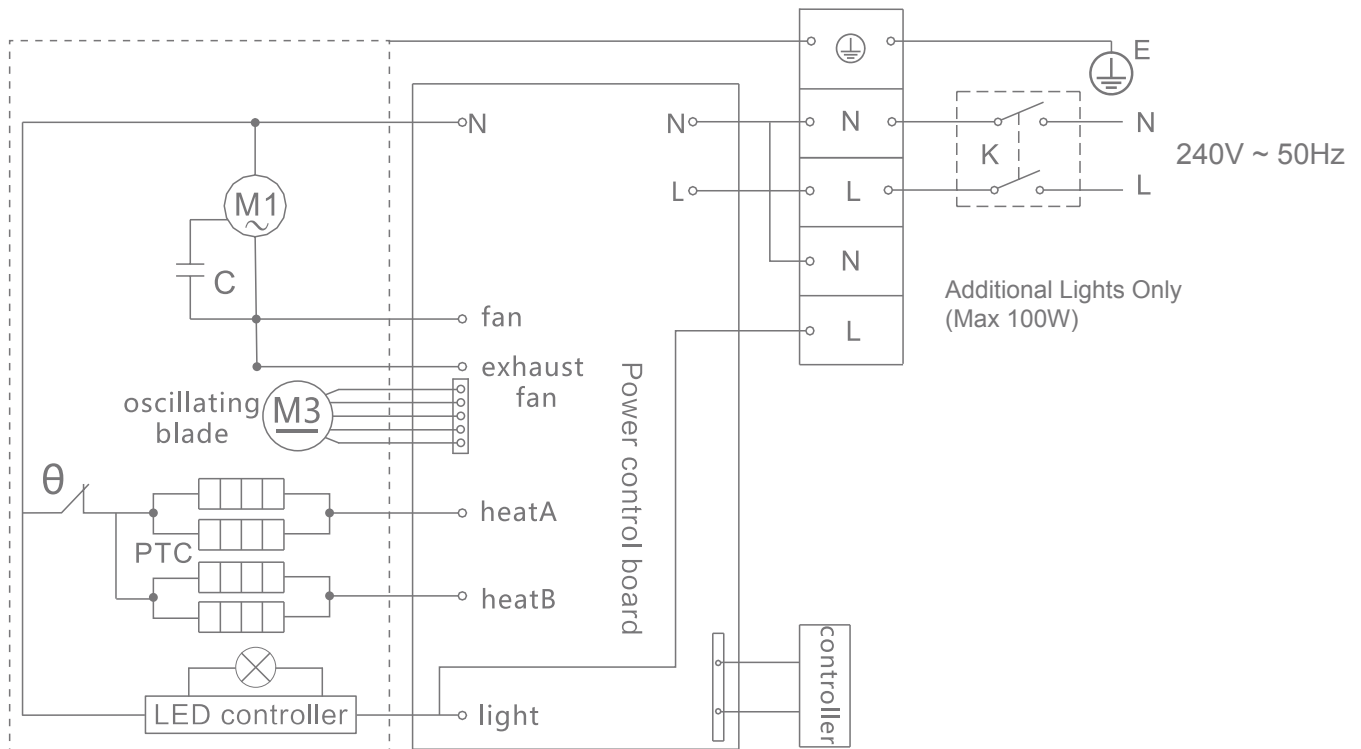 E
N
N
N
N
240V ~ 50Hz
K
L
L
L
M1
N
C
Additional Lights Only
(Max 100W)
fan
L
exhaust
fan
oscillating
blade
M3
Power control board
θ
heatA
PTC
heatB
controller
LED controller
light